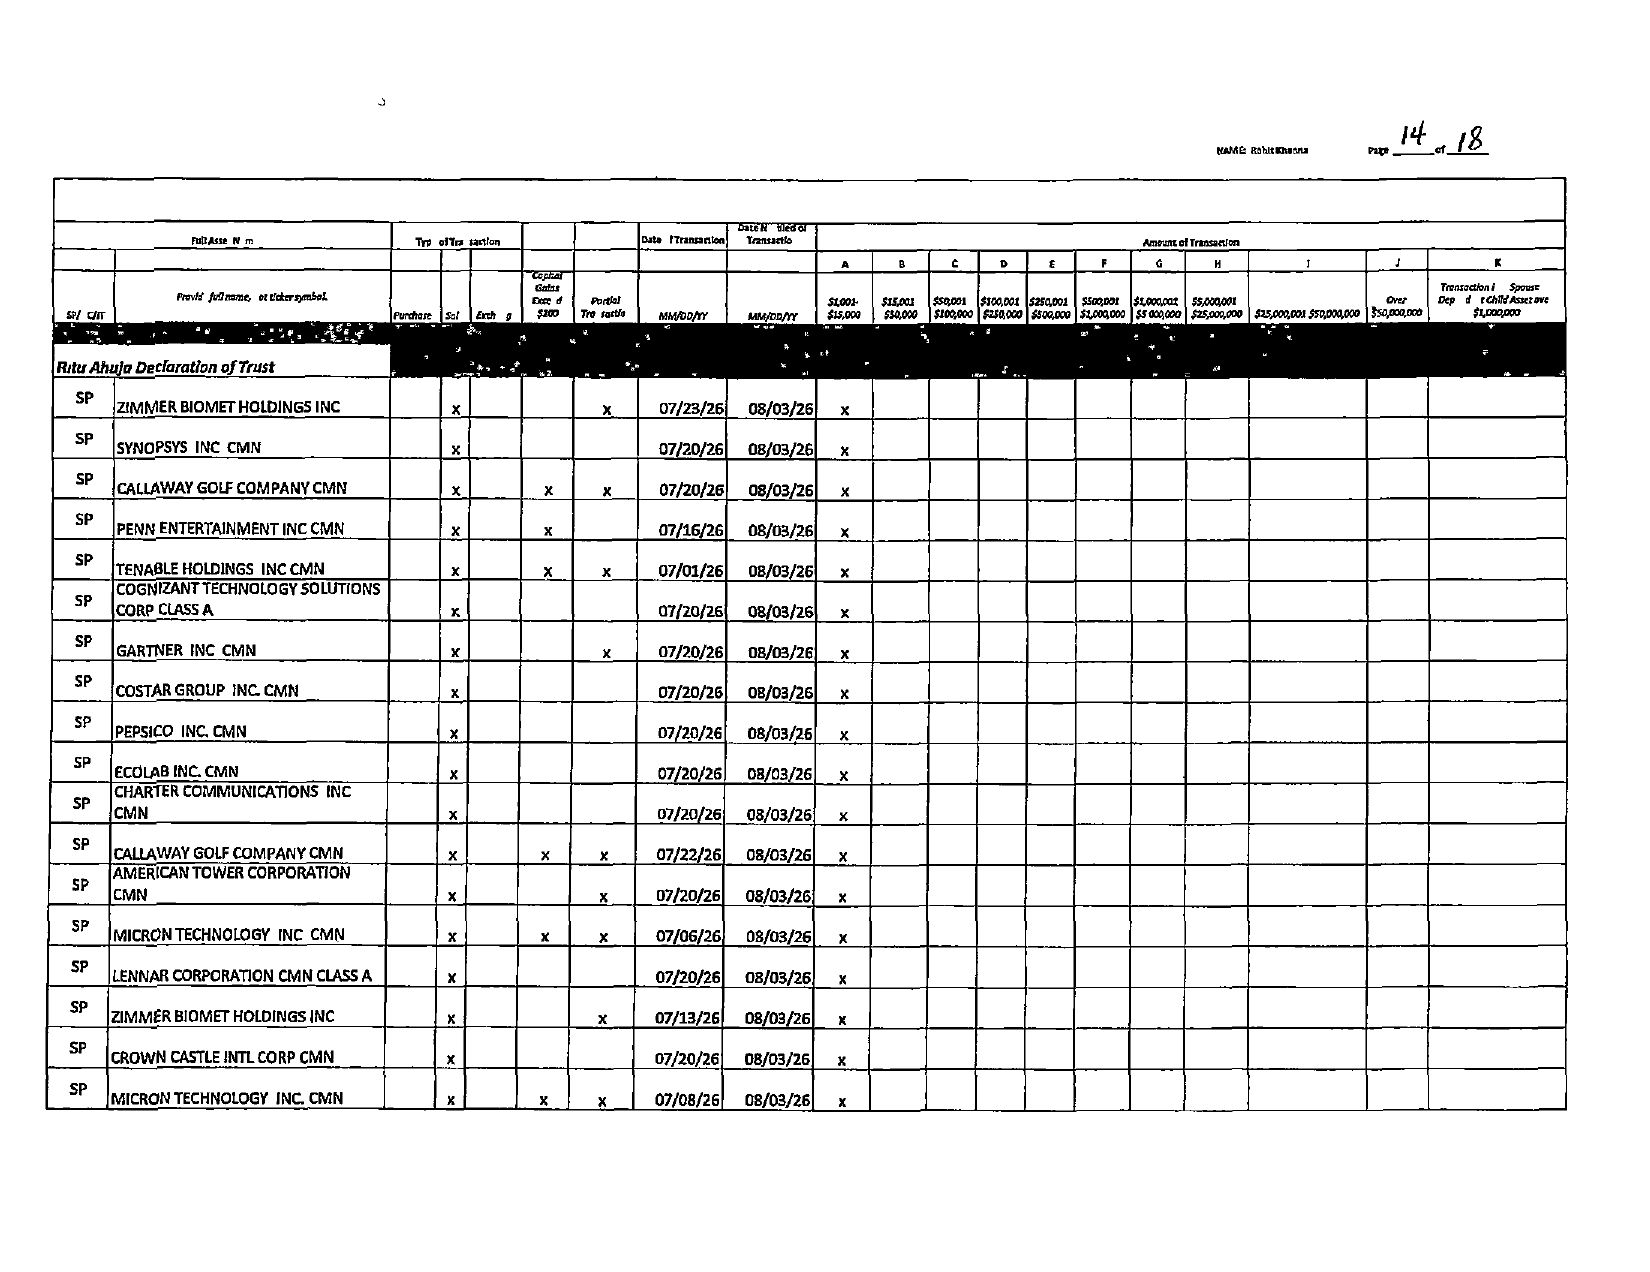 NAME: Rohit Khanna Page 14 of 18
Date of
Transaction
Amount of Transaction
A B C D E F G H I J K
Capital
Gains
$200
Partial
SP/ Purchase
MM/DD/YY MM/DD/YY
$1,001-
$15,000
$15,001
$50,000
$50,001
$100,000
$100,001
$250,000
$250,001
$500,000
$500,001
$1,000,000
$1,000,001
$5,000,000
$5,000,001
$25,000,000
$25,000,001 $50,000,000
Over
$50,000,000
$1,000,000
Ritu Ahuja Declaration of Trust
SP ZIMMER BIOMET HOLDINGS INC x x 07/23/26 08/03/26 x
SP SYNOPSYS INC CMN x 07/20/26 08/03/26 x
SP CALLAWAY GOLF COMPANY CMN x x x 07/20/26 08/03/26 x
SP PENN ENTERTAINMENT INC CMN x x 07/16/26 08/03/26 x
SP TENABLE HOLDINGS INC CMN x x x 07/01/26 08/03/26 x
COGNIZANT TECHNOLOGY SOLUTIONS
SP CORP CLASS A x 07/20/26 08/03/26 x
SP GARTNER INC CMN x x 07/20/26 08/03/26 x
SP COSTAR GROUP INC. CMN x 07/20/26 08/03/26 x
SP PEPSICO INC. CMN x 07/20/26 08/03/26 x
SP ECOLAB INC. CMN x 07/20/26 08/03/26 x
CHARTER COMMUNICATIONS INC
SP CMN x 07/20/26 08/03/26 x
SP CALLAWAY GOLF COMPANY CMN x x x 07/22/26 08/03/26 x
AMERICAN TOWER CORPORATION
SP CMN x x 07/20/26 08/03/26 x
SP MICRON TECHNOLOGY INC CMN x x x 07/06/26 08/03/26 x
SP LENNAR CORPORATION CMN CLASS A x 07/20/26 08/03/26 x
SP ZIMMER BIOMET HOLDINGS INC x x 07/13/26 08/03/26 x
SP CROWN CASTLE INTL CORP CMN x 07/20/26 08/03/26 x
SP MICRON TECHNOLOGY INC. CMN x x x 07/08/26 08/03/26 x